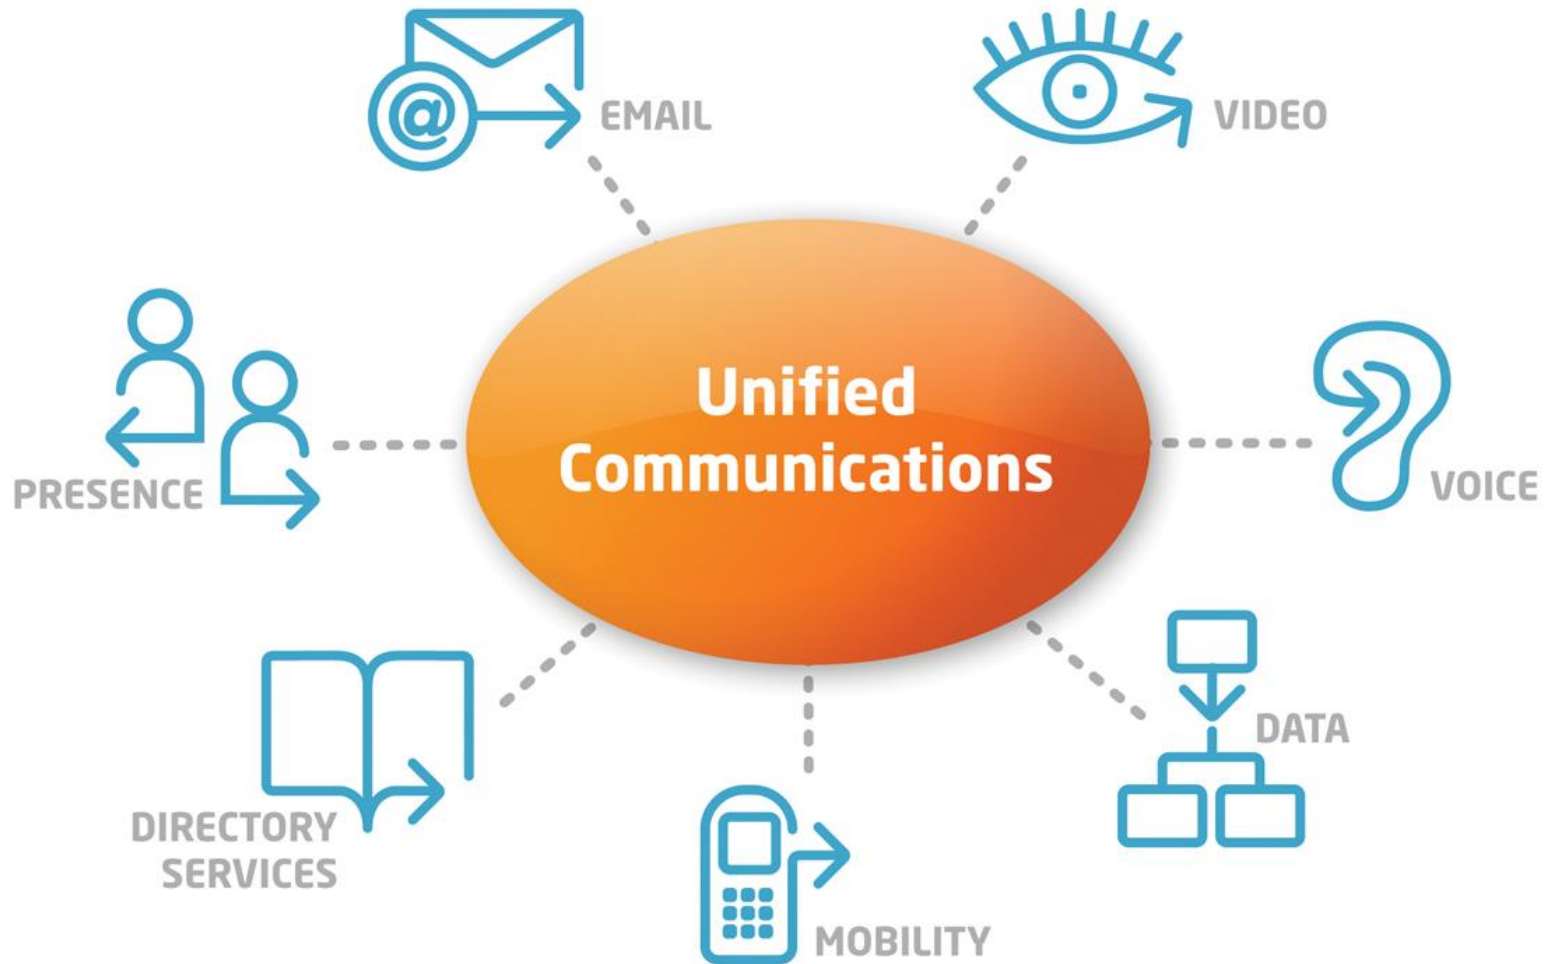 @
EMAIL
VIDEO
Unified
Communications
PRESENCE
VOICE
DATA
DIRECTORY
SERVICES
MOBILITY